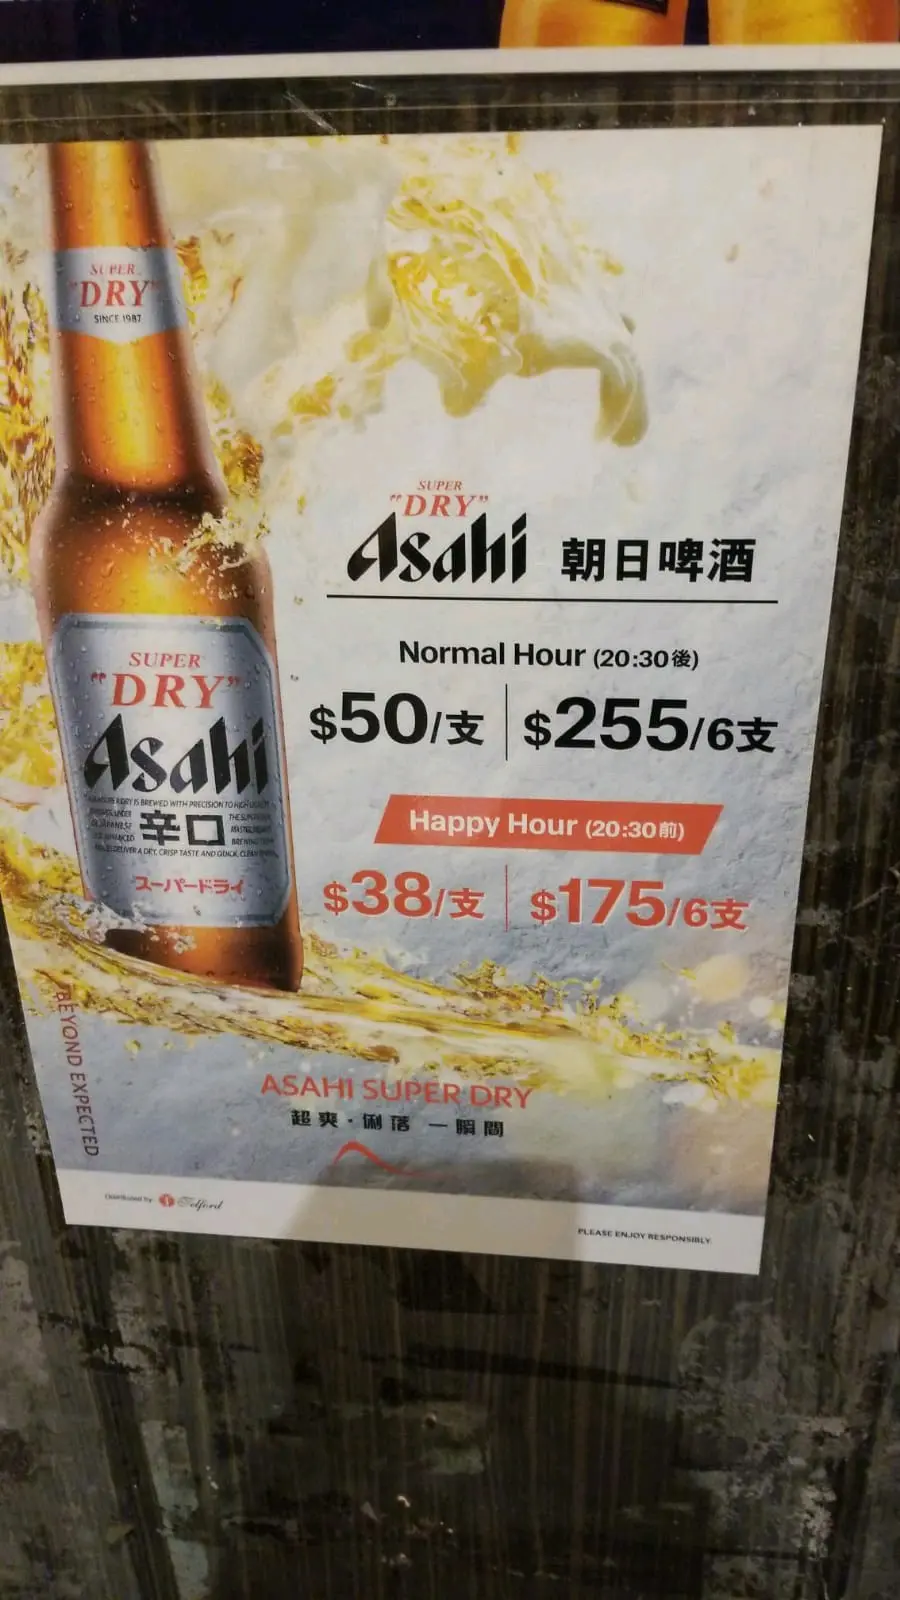 SUPER
"DRY"
SINCE 1987
SUPER
"DRY"
Asahi 朝日啤酒
Normal Hour (20:30後)
$50/支 $255/6支
Happy Hour (20:30前)
$38/支 $175/6支
SUPER
"DRY"
Asahi
辛口
スーパードライ
BEYOND EXPECTED
ASAHI SUPER DRY
超爽·俐落 一瞬間
Distributed by Telford
PLEASE ENJOY RESPONSIBLY.